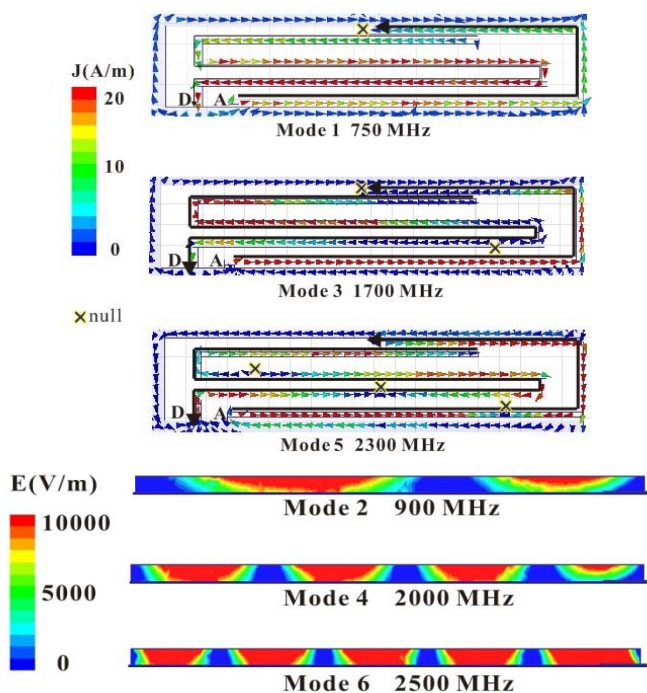 J(A/m)
20
10
0
D
A
Mode 1 750 MHz
D
A
Mode 3 1700 MHz
null
D
A
Mode 5 2300 MHz
E(V/m)
10000
5000
0
Mode 2 900 MHz
Mode 4 2000 MHz
Mode 6 2500 MHz